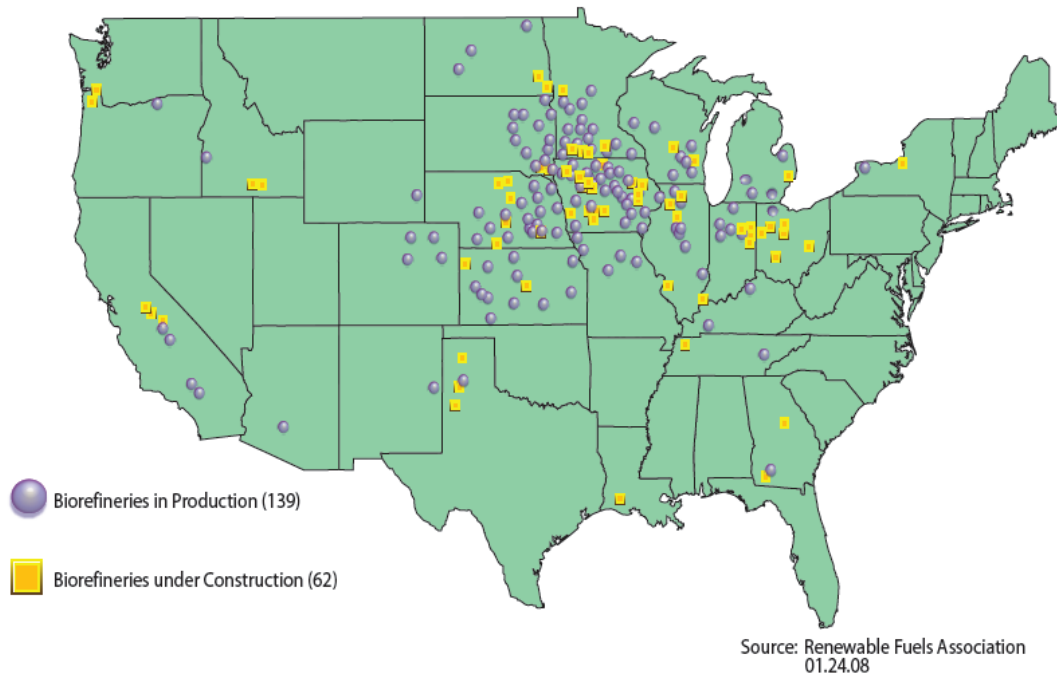 Biorefineries in Production (139)
Biorefineries under Construction (62)
Source: Renewable Fuels Association
01.24.08